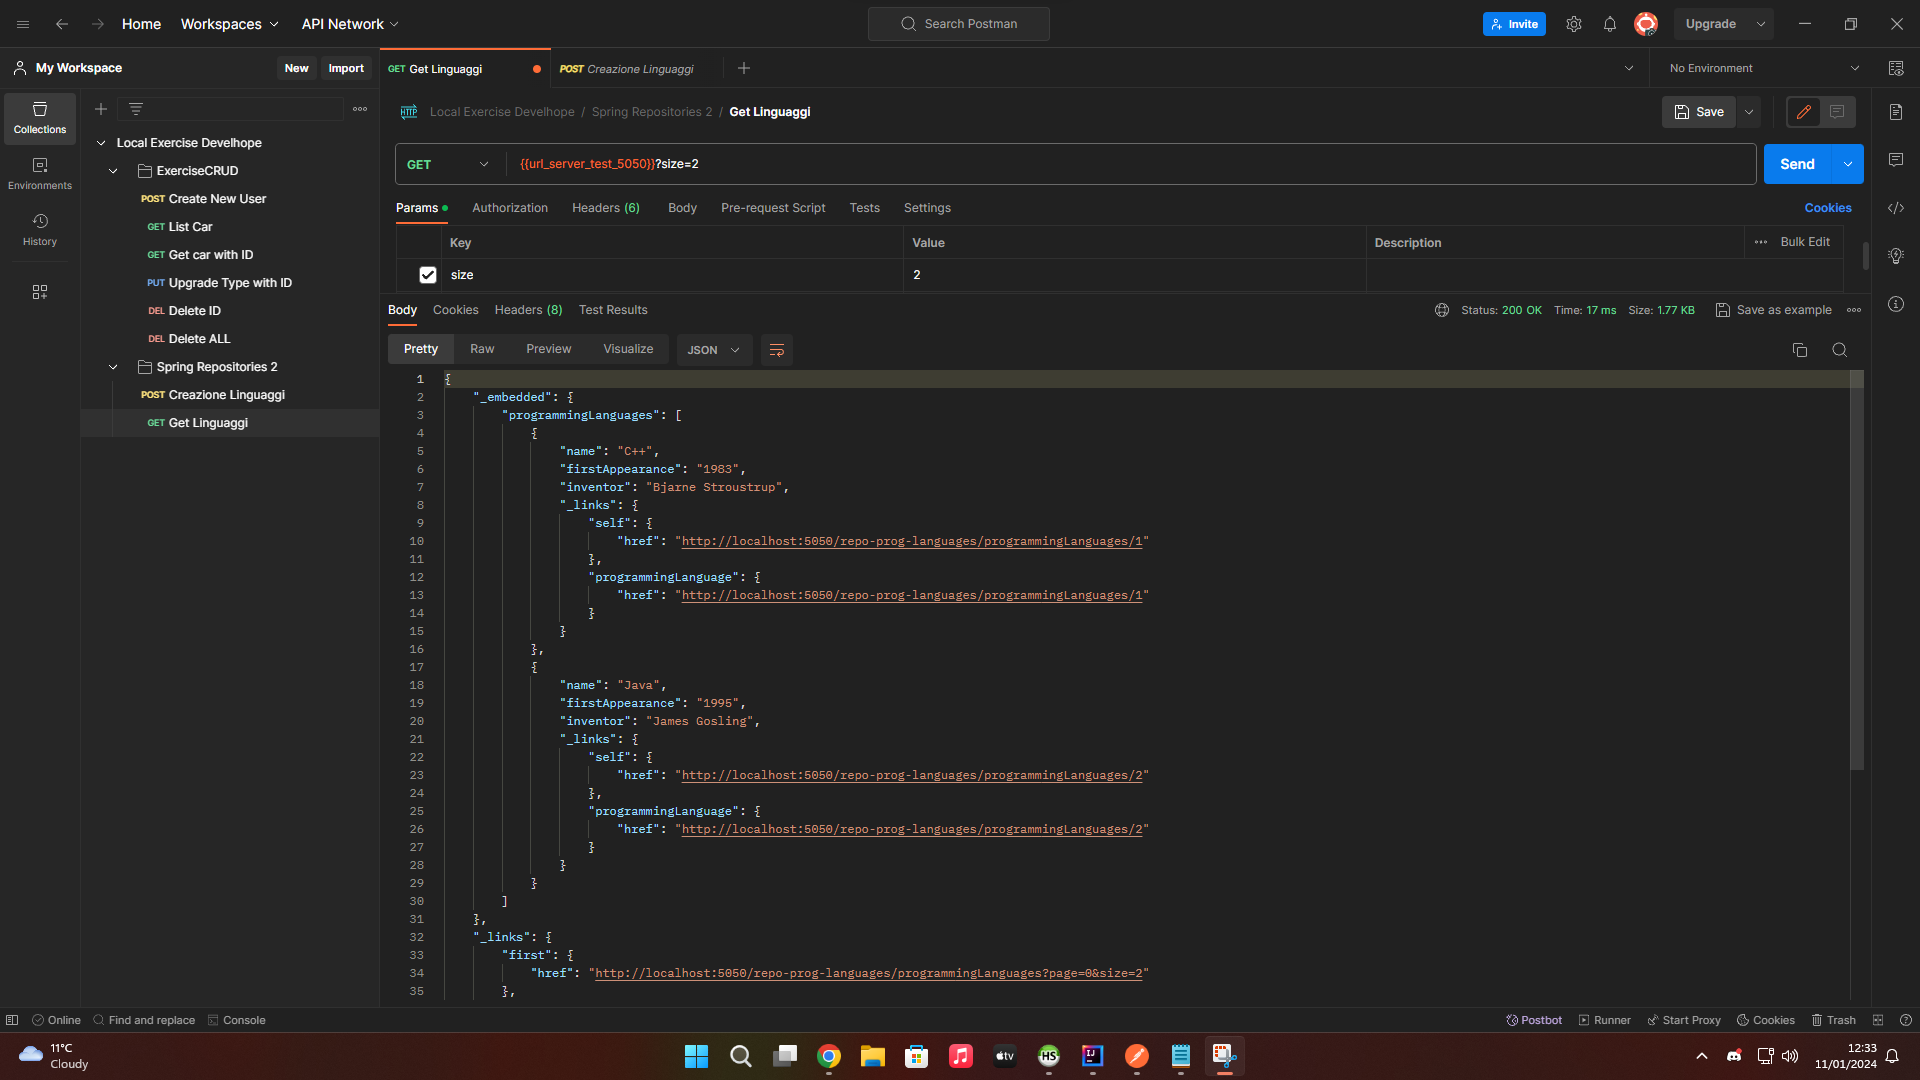 Home Workspaces API Network Search Postman Invite Upgrade
My Workspace New Import GET Get Linguaggi POST Creazione Linguaggi No Environment
Collections
Environments
History
Local Exercise Develhope
ExerciseCRUD
POST Create New User
GET List Car
GET Get car with ID
PUT Upgrade Type with ID
DEL Delete ID
DEL Delete ALL
Spring Repositories 2
POST Creazione Linguaggi
GET Get Linguaggi
HTTP Local Exercise Develhope / Spring Repositories 2 / Get Linguaggi Save
GET {{url_server_test_5050}}?size=2 Send
Params Authorization Headers (6) Body Pre-request Script Tests Settings Cookies
Key Value Description Bulk Edit
size 2
Body Cookies Headers (8) Test Results Status: 200 OK Time: 17 ms Size: 1.77 KB Save as example
Pretty Raw Preview Visualize JSON
1 {
2 "_embedded": {
3 "programmingLanguages": [
4 {
5 "name": "C++",
6 "firstAppearance": "1983",
7 "inventor": "Bjarne Stroustrup",
8 "_links": {
9 "self": {
10 "href": "http://localhost:5050/repo-prog-languages/programmingLanguages/1"
11 },
12 "programmingLanguage": {
13 "href": "http://localhost:5050/repo-prog-languages/programmingLanguages/1"
14 }
15 }
16 },
17 {
18 "name": "Java",
19 "firstAppearance": "1995",
20 "inventor": "James Gosling",
21 "_links": {
22 "self": {
23 "href": "http://localhost:5050/repo-prog-languages/programmingLanguages/2"
24 },
25 "programmingLanguage": {
26 "href": "http://localhost:5050/repo-prog-languages/programmingLanguages/2"
27 }
28 }
29 }
30 ]
31 },
32 "_links": {
33 "first": {
34 "href": "http://localhost:5050/repo-prog-languages/programmingLanguages?page=0&size=2"
35 },
Online Find and replace Console Postbot Runner Start Proxy Cookies Trash
11°C
Cloudy
tv HS IJ
12:33
11/01/2024